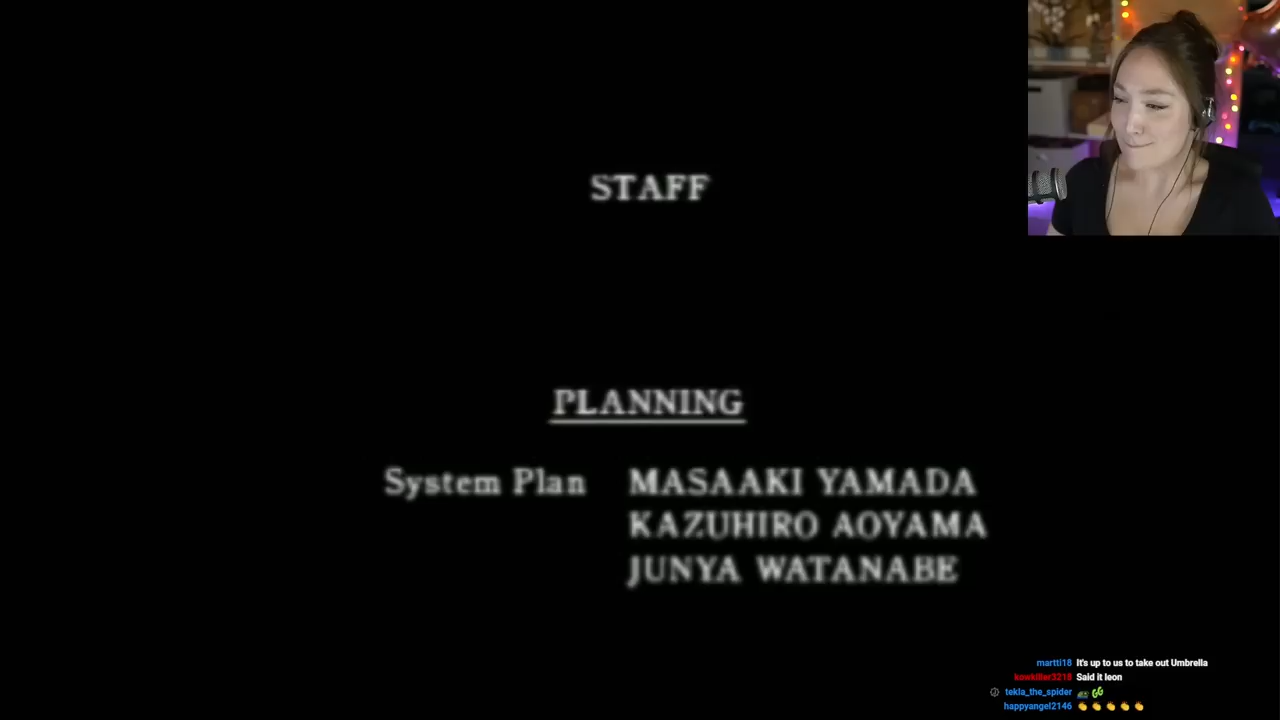 STAFF
PLANNING
System Plan MASAAKI YAMADA
KAZUHIRO AOYAMA
JUNYA WATANABE
martti18 It's up to us to take out Umbrella
kowkiller3218 Said it leon
tekla_the_spider
happyangel2146